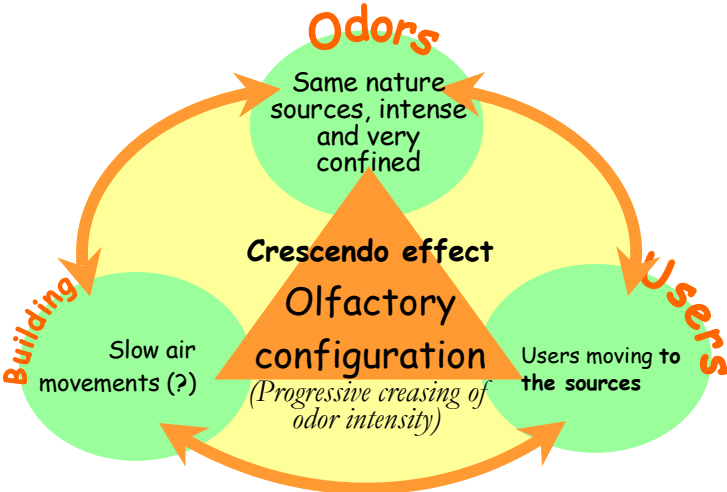 Odors
Same nature
sources, intense
and very
confined
Crescendo effect
Olfactory
configuration
(Progressive creasing of
odor intensity)
Building
Slow air
movements (?)
Users
Users moving to
the sources